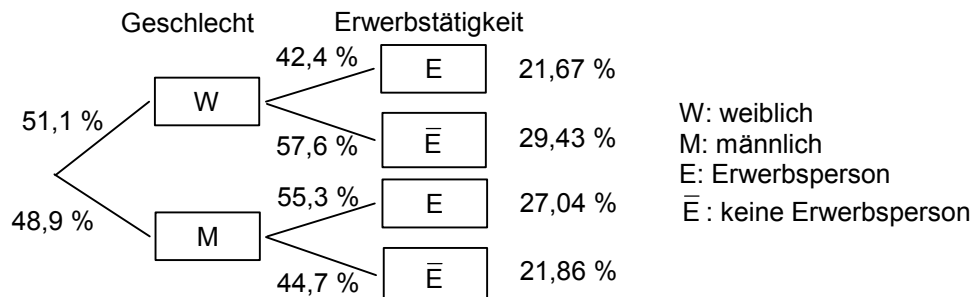 Geschlecht Erwerbstätigkeit
42,4 % E 21,67 %
W
51,1 % W: weiblich
57,6 % E̅ 29,43 % M: männlich
55,3 % E 27,04 % E: Erwerbsperson
48,9 % E̅ : keine Erwerbsperson
M
44,7 % E̅ 21,86 %